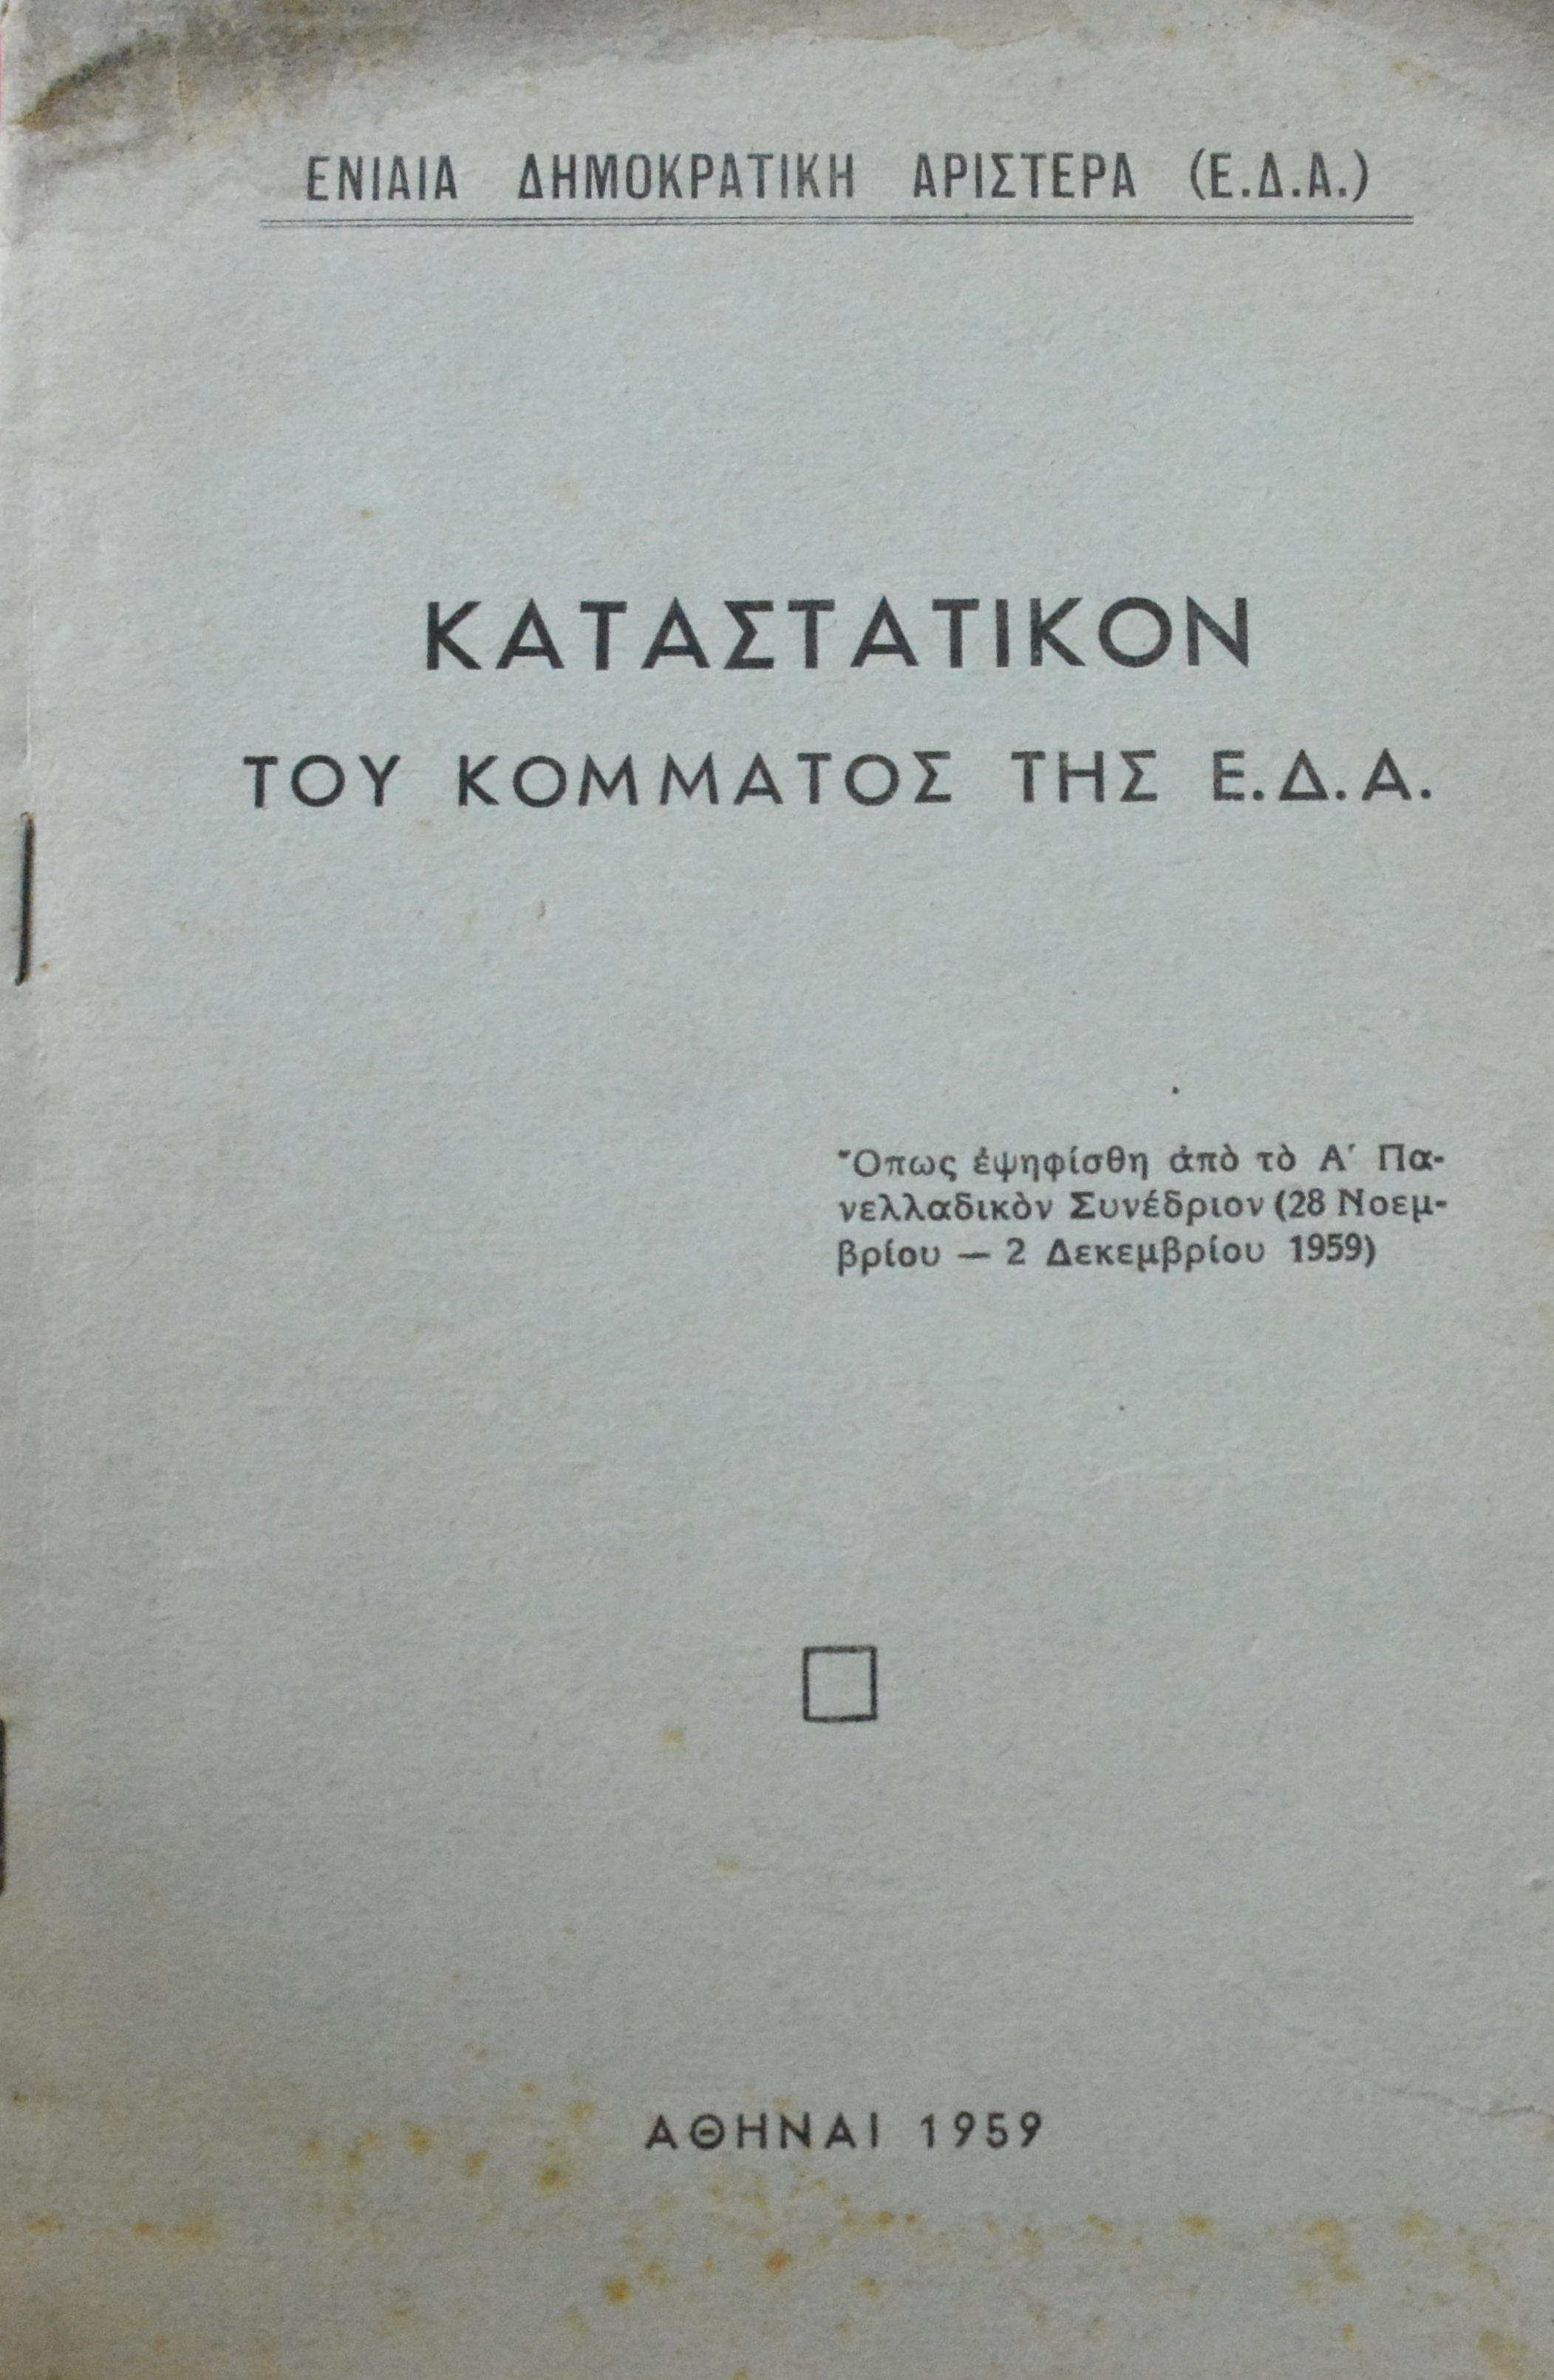 ΕΝΙΑΙΑ ΔΗΜΟΚΡΑΤΙΚΗ ΑΡΙΣΤΕΡΑ (Ε.Δ.Α.)
ΚΑΤΑΣΤΑΤΙΚΟΝ
ΤΟΥ ΚΟΜΜΑΤΟΣ ΤΗΣ Ε.Δ.Α.
Ὅπως ἐψηφίσθη ἀπὸ τὸ Α΄ Πα-
νελλαδικὸν Συνέδριον (28 Νοεμ-
βρίου — 2 Δεκεμβρίου 1959)
ΑΘΗΝΑΙ 1959